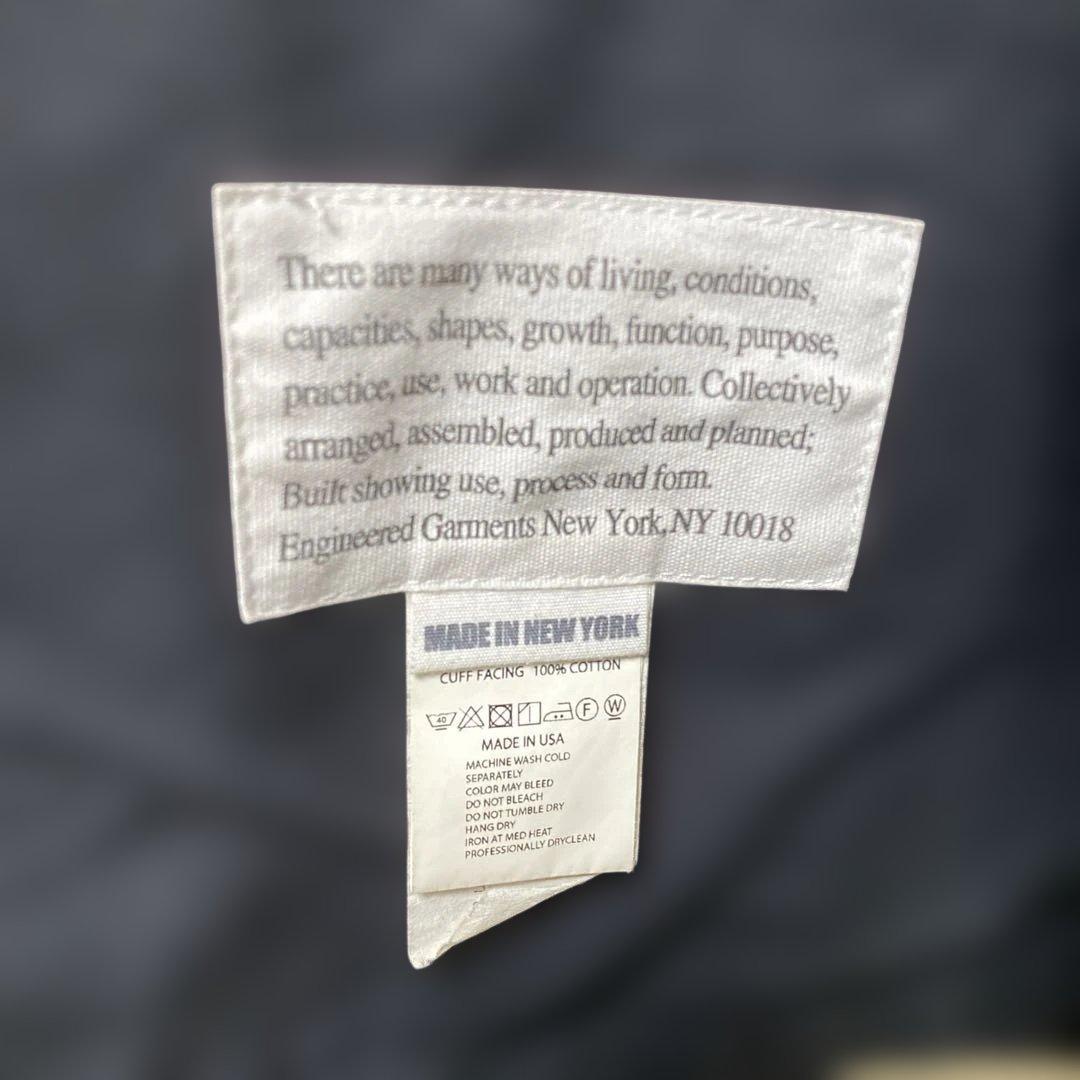 There are many ways of living, conditions,
capacities, shapes, growth, function, purpose,
practice, use, work and operation. Collectively
arranged, assembled, produced and planned;
Built showing use, process and form.
Engineered Garments New York, NY 10018
MADE IN NEW YORK
CUFF FACING 100% COTTON
40 F W
MADE IN USA
MACHINE WASH COLD
SEPARATELY
COLOR MAY BLEED
DO NOT BLEACH
DO NOT TUMBLE DRY
HANG DRY
IRON AT MED HEAT
PROFESSIONALLY DRYCLEAN